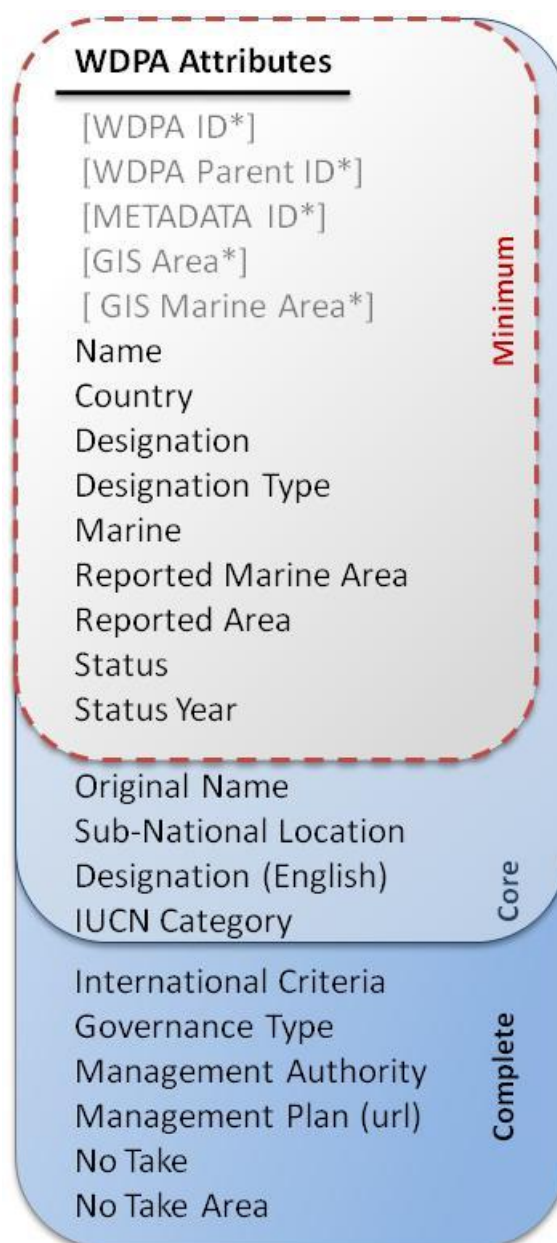 WDPA Attributes
[WDPA ID*]
[WDPA Parent ID*]
[METADATA ID*]
[GIS Area*]
[ GIS Marine Area*]
Name
Country
Designation
Designation Type
Marine
Reported Marine Area
Reported Area
Status
Status Year
Minimum
Original Name
Sub-National Location
Designation (English)
IUCN Category
Core
International Criteria
Governance Type
Management Authority
Management Plan (url)
No Take
No Take Area
Complete